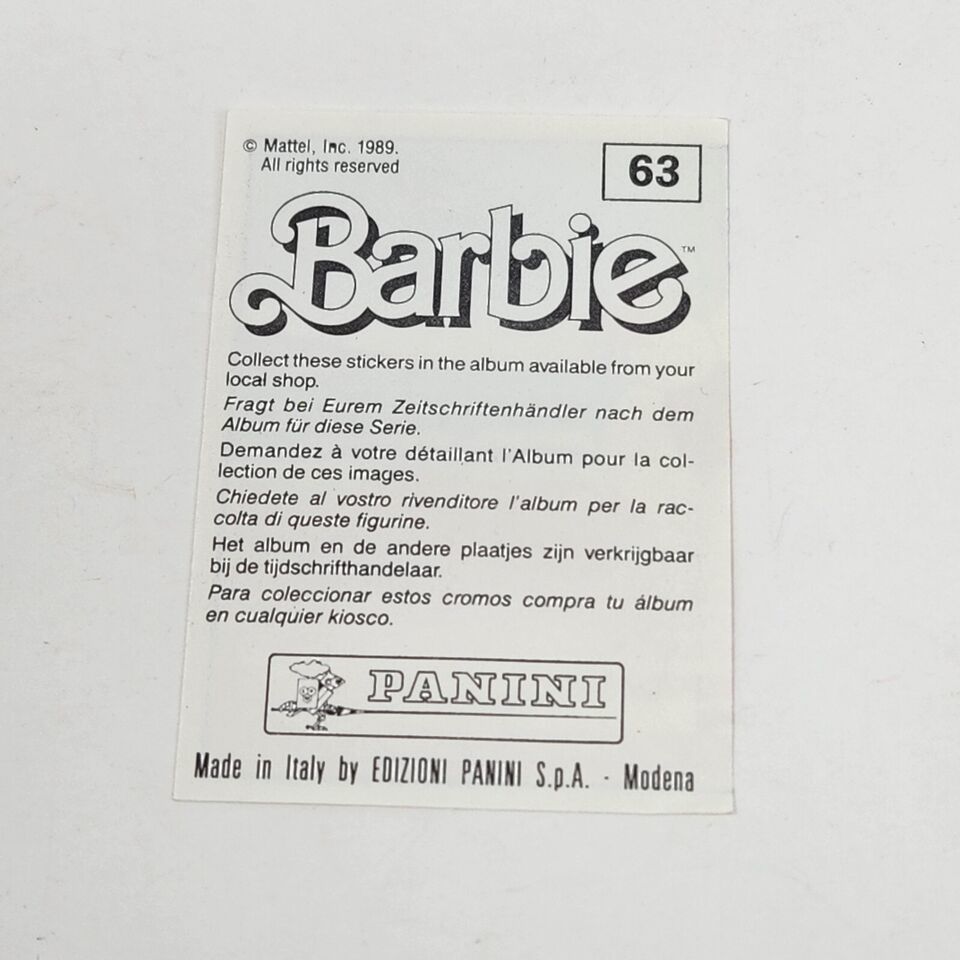 © Mattel, Inc. 1989.
All rights reserved
63
Barbie™
Collect these stickers in the album available from your
local shop.
Fragt bei Eurem Zeitschriftenhändler nach dem
Album für diese Serie.
Demandez à votre détaillant l'Album pour la col-
lection de ces images.
Chiedete al vostro rivenditore l'album per la rac-
colta di queste figurine.
Het album en de andere plaatjes zijn verkrijgbaar
bij de tijdschrifthandelaar.
Para coleccionar estos cromos compra tu álbum
en cualquier kiosco.
PANINI
Made in Italy by EDIZIONI PANINI S.p.A. - Modena